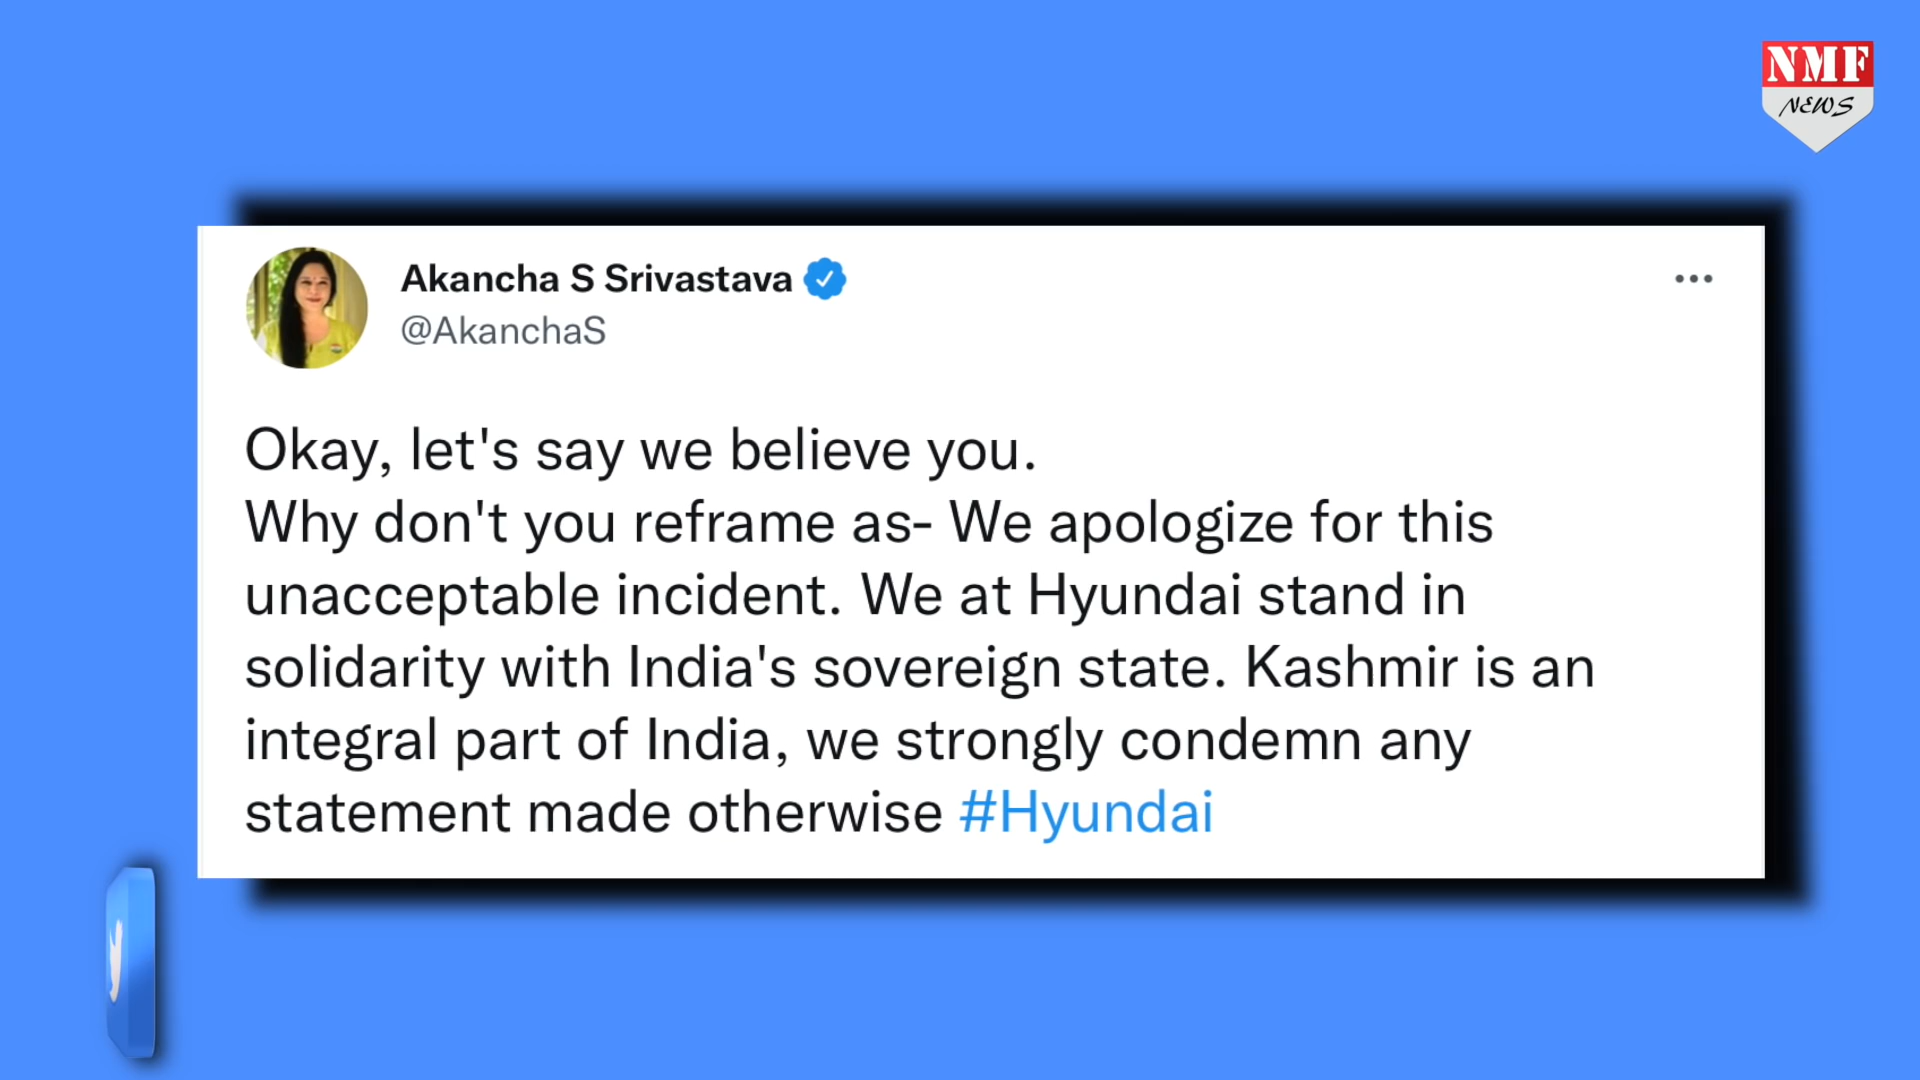 NMF
NEWS
Akancha S Srivastava
@AkanchaS
Okay, let's say we believe you.
Why don't you reframe as- We apologize for this
unacceptable incident. We at Hyundai stand in
solidarity with India's sovereign state. Kashmir is an
integral part of India, we strongly condemn any
statement made otherwise #Hyundai